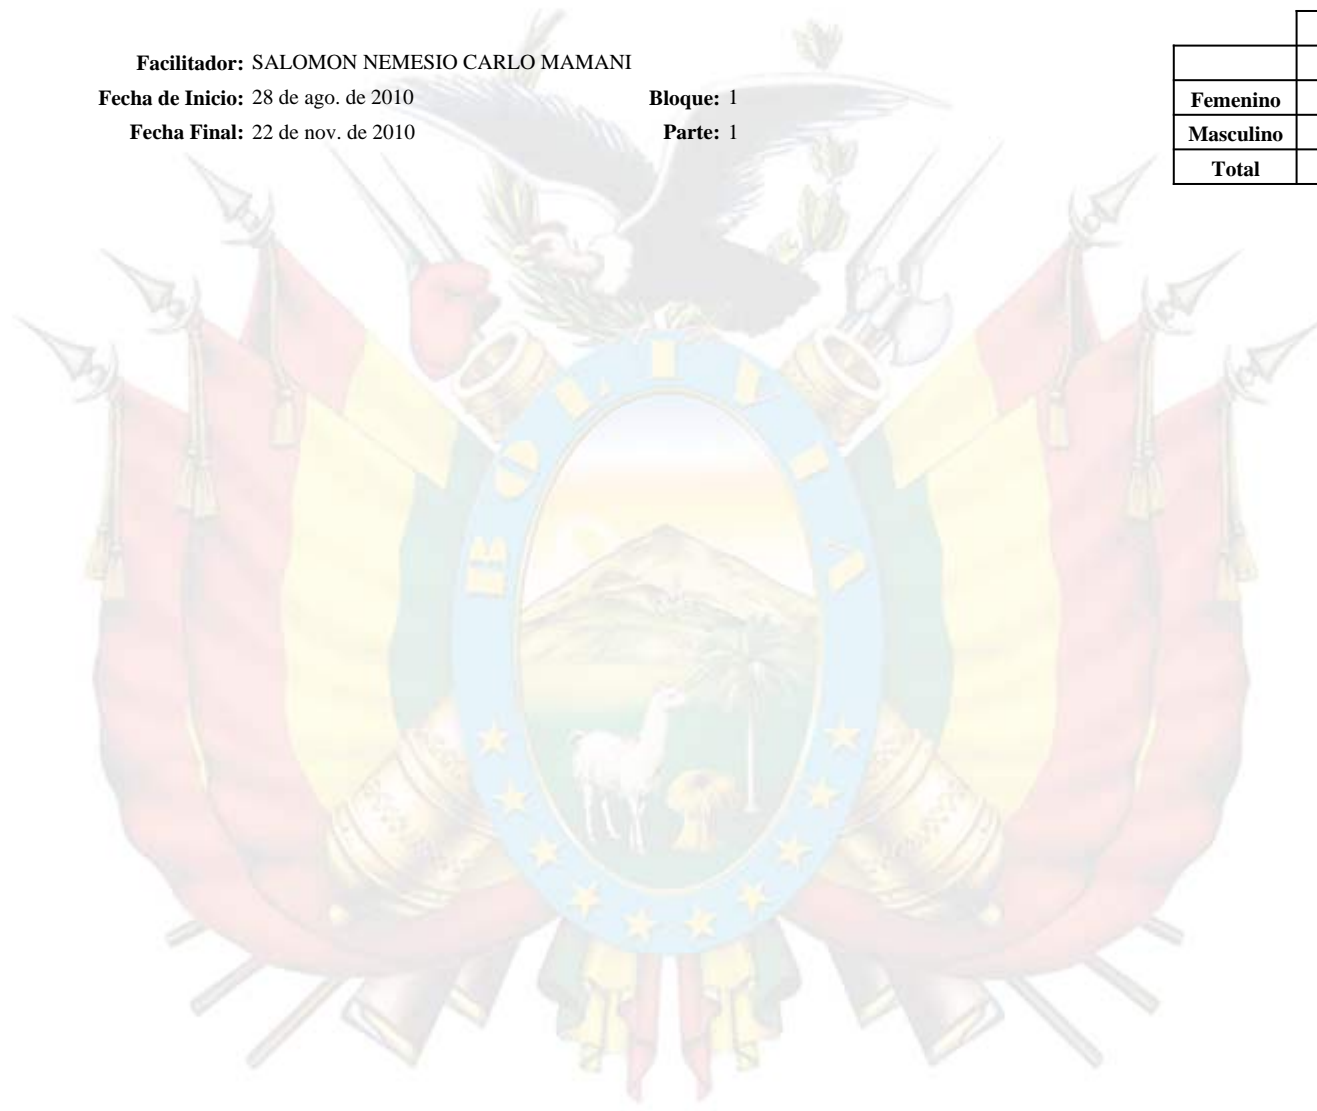 Facilitador: SALOMON NEMESIO CARLO MAMANI
Fecha de Inicio: 28 de ago. de 2010 Bloque: 1
Fecha Final: 22 de nov. de 2010 Parte: 1
Femenino
Masculino
Total
BOLIVIA